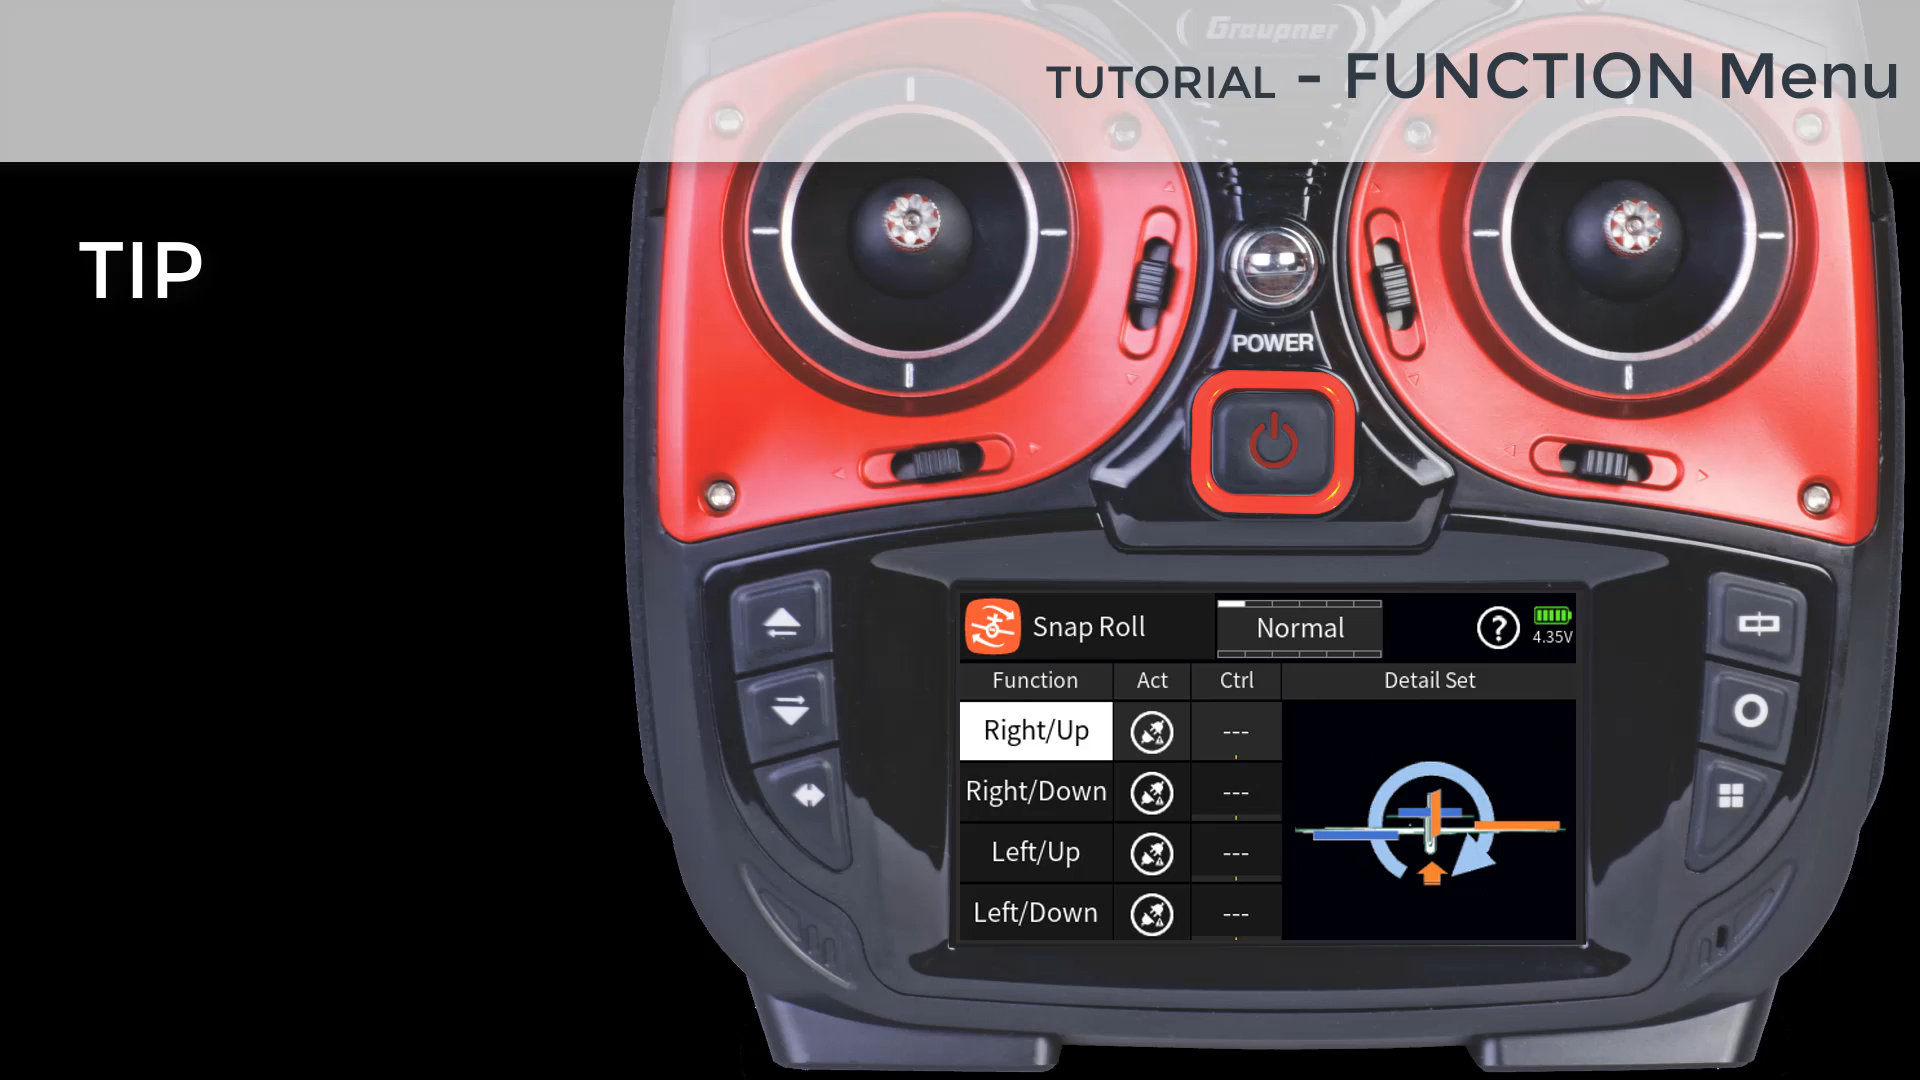 Graupner
TUTORIAL - FUNCTION Menu
TIP
POWER
Snap Roll
Normal
?
4.35V
Function Act Ctrl Detail Set
Right/Up ---
Right/Down ---
Left/Up ---
Left/Down ---